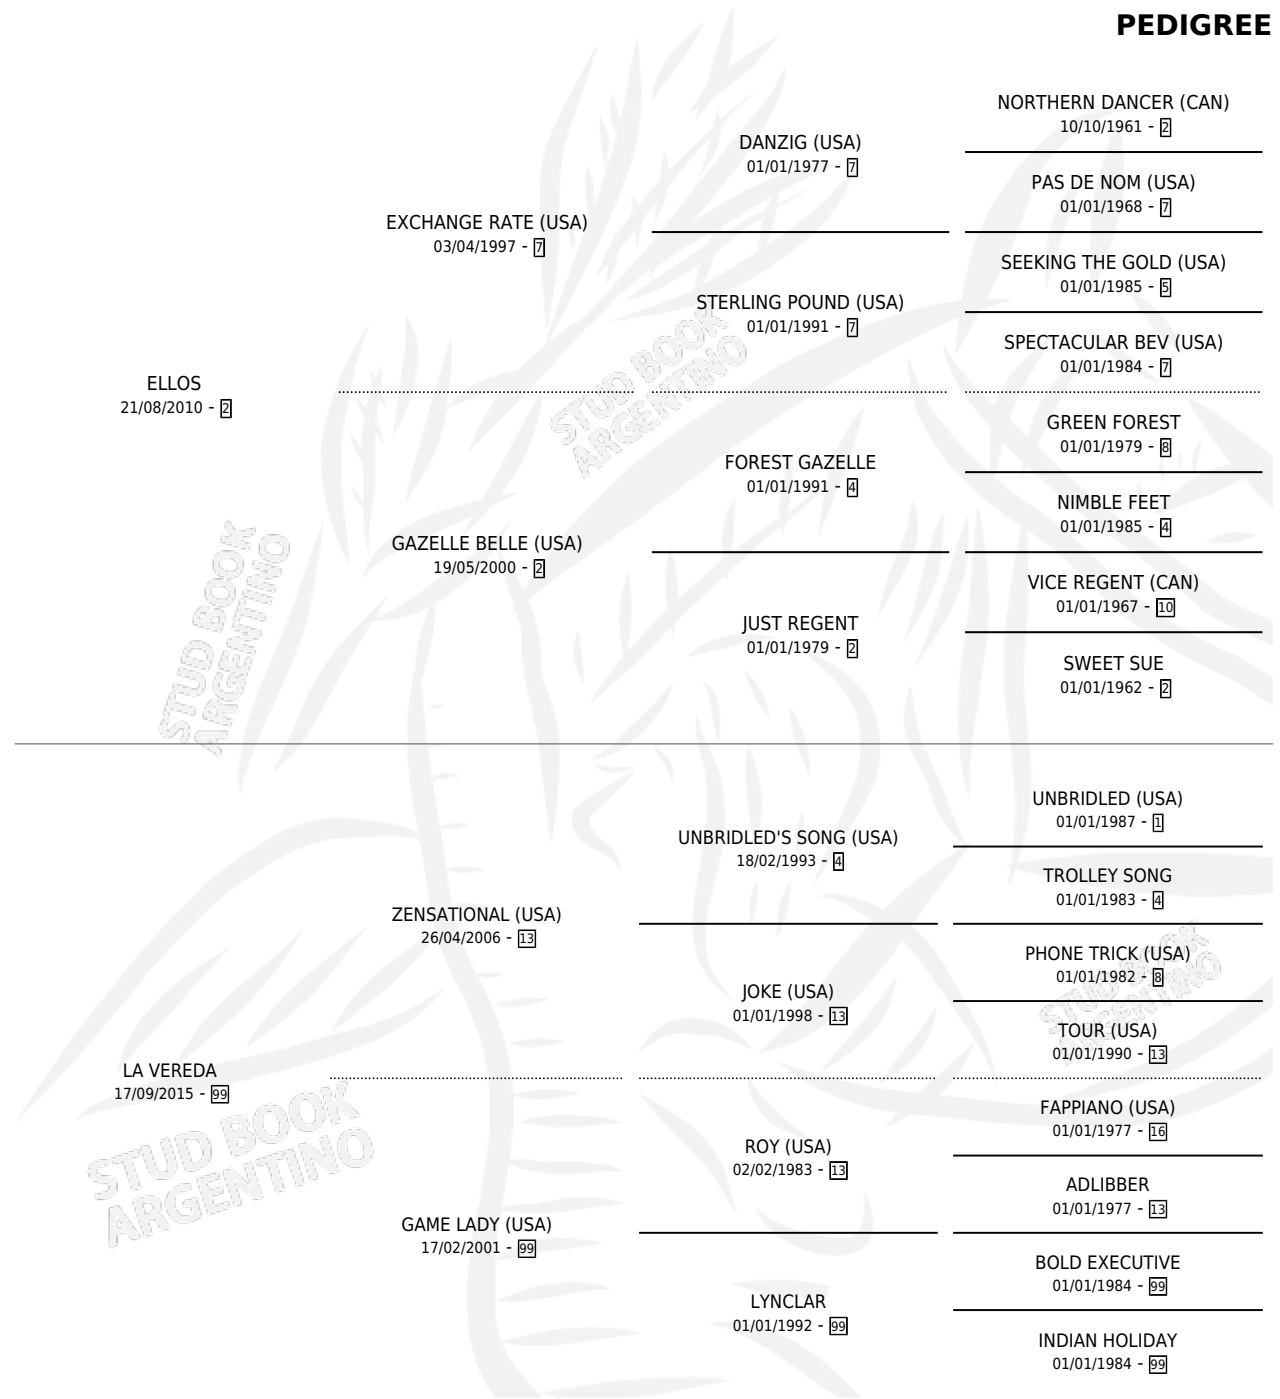 PEDIGREE
NORTHERN DANCER (CAN)
10/10/1961 - 2
DANZIG (USA)
01/01/1977 - 7
PAS DE NOM (USA)
01/01/1968 - 7
EXCHANGE RATE (USA)
03/04/1997 - 7
SEEKING THE GOLD (USA)
01/01/1985 - 5
STERLING POUND (USA)
01/01/1991 - 7
SPECTACULAR BEV (USA)
01/01/1984 - 7
ELLOS
21/08/2010 - 2
GREEN FOREST
01/01/1979 - 8
FOREST GAZELLE
01/01/1991 - 4
NIMBLE FEET
01/01/1985 - 4
GAZELLE BELLE (USA)
19/05/2000 - 2
VICE REGENT (CAN)
01/01/1967 - 10
JUST REGENT
01/01/1979 - 2
SWEET SUE
01/01/1962 - 2
UNBRIDLED (USA)
01/01/1987 - 1
UNBRIDLED'S SONG (USA)
18/02/1993 - 4
TROLLEY SONG
01/01/1983 - 4
ZENSATIONAL (USA)
26/04/2006 - 13
PHONE TRICK (USA)
01/01/1982 - 8
JOKE (USA)
01/01/1998 - 13
TOUR (USA)
01/01/1990 - 13
LA VEREDA
17/09/2015 - 99
FAPPIANO (USA)
01/01/1977 - 16
ROY (USA)
02/02/1983 - 13
ADLIBBER
01/01/1977 - 13
GAME LADY (USA)
17/02/2001 - 99
BOLD EXECUTIVE
01/01/1984 - 99
LYNCLAR
01/01/1992 - 99
INDIAN HOLIDAY
01/01/1984 - 99
STUD BOOK
ARGENTINO
STUD BOOK
ARGENTINO
STUD BOOK
ARGENTINO
STUD BOOK
ARGENTINO